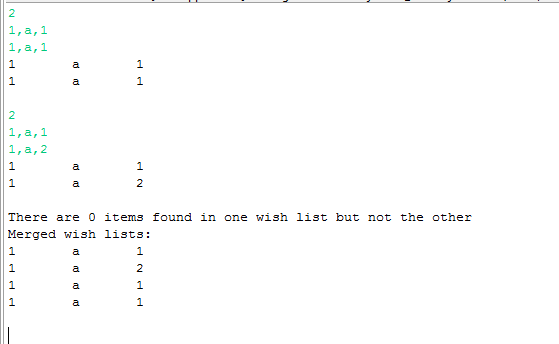 2
1,a,1
1,a,1
1 a 1
1 a 1
2
1,a,1
1,a,2
1 a 1
1 a 2
There are 0 items found in one wish list but not the other
Merged wish lists:
1 a 1
1 a 2
1 a 1
1 a 1